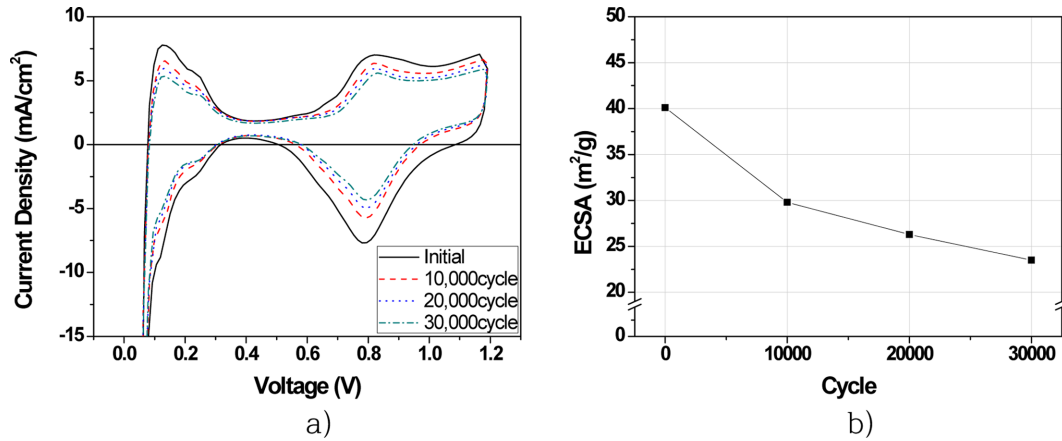 10
5
0
-5
-10
-15
Current Density (mA/cm²)
0.0 0.2 0.4 0.6 0.8 1.0 1.2
Voltage (V)
Initial
10,000cycle
20,000cycle
30,000cycle
a)
50
45
40
35
30
25
20
0
ECSA (m²/g)
0 10000 20000 30000
Cycle
b)